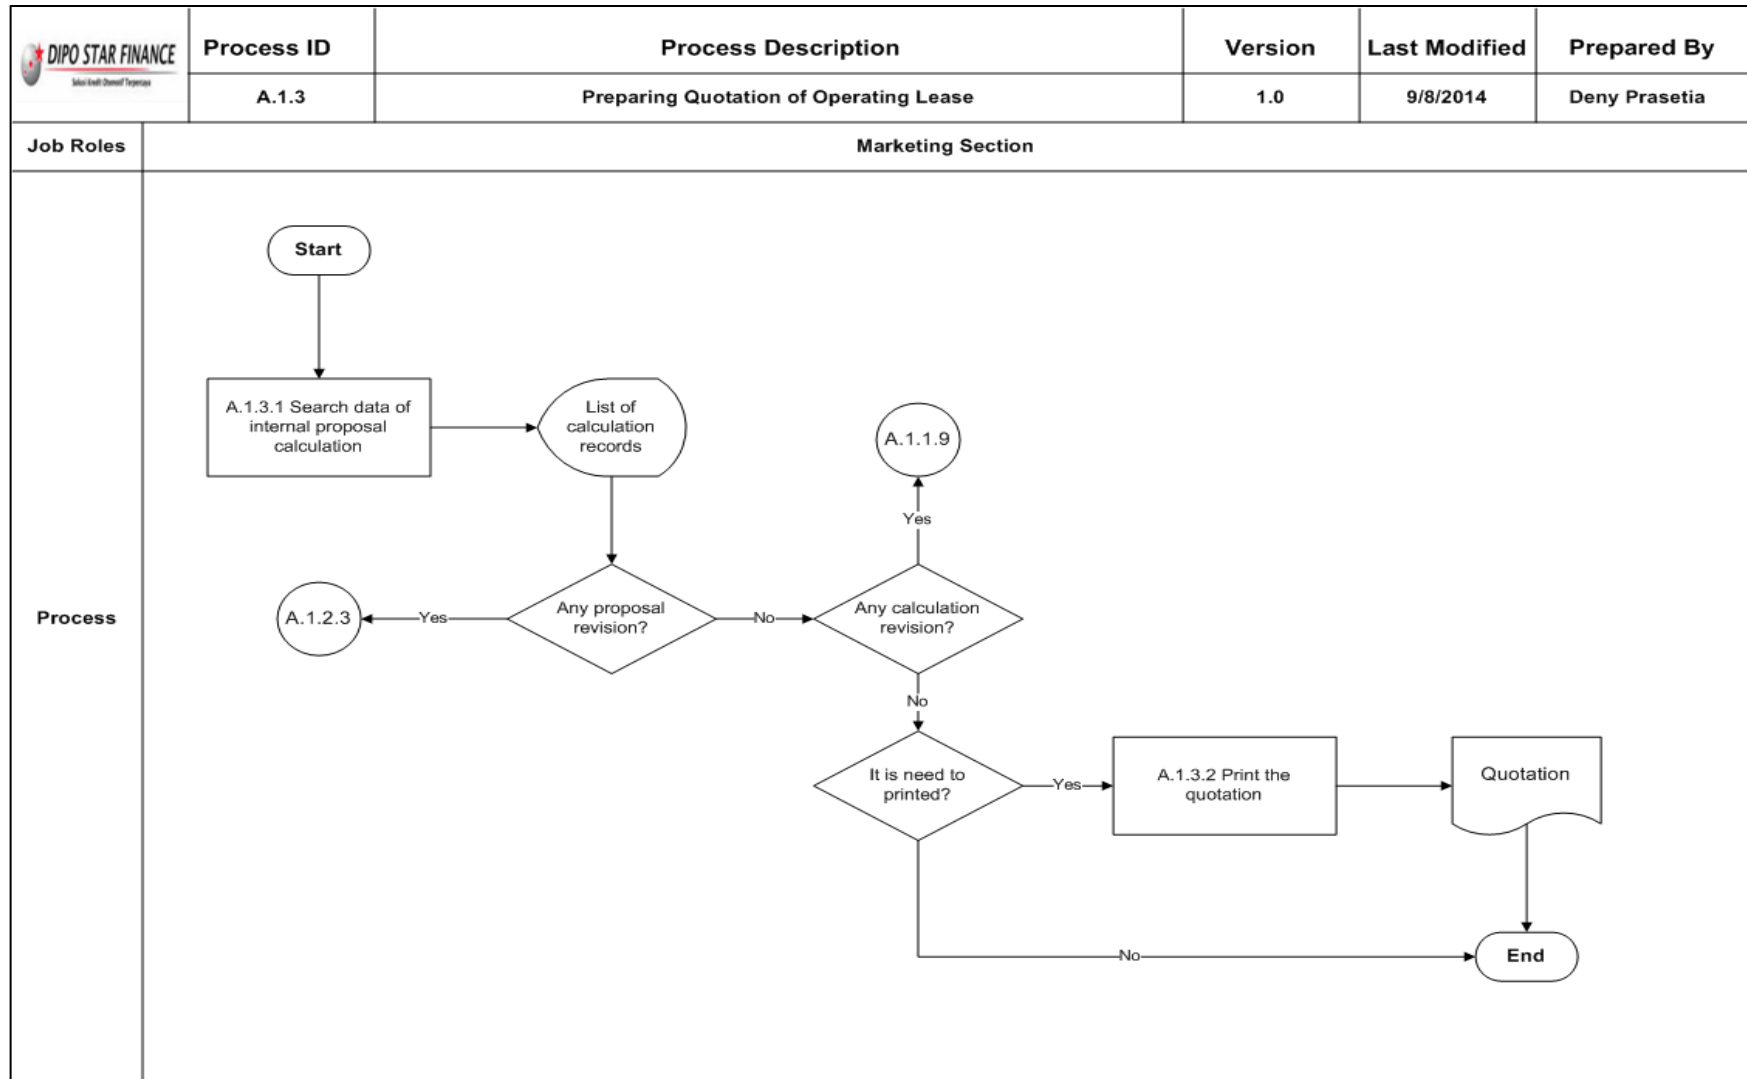 DIPO STAR FINANCE
Solusi Kredit Otomotif Terpercaya
Process ID
Process Description
Version
Last Modified
Prepared By
A.1.3
Preparing Quotation of Operating Lease
1.0
9/8/2014
Deny Prasetia
Job Roles
Marketing Section
Process
Start
A.1.3.1 Search data of
internal proposal
calculation
List of
calculation
records
A.1.1.9
Yes
A.1.2.3
Yes
Any proposal
revision?
No
Any calculation
revision?
No
It is need to
printed?
Yes
A.1.3.2 Print the
quotation
Quotation
No
End